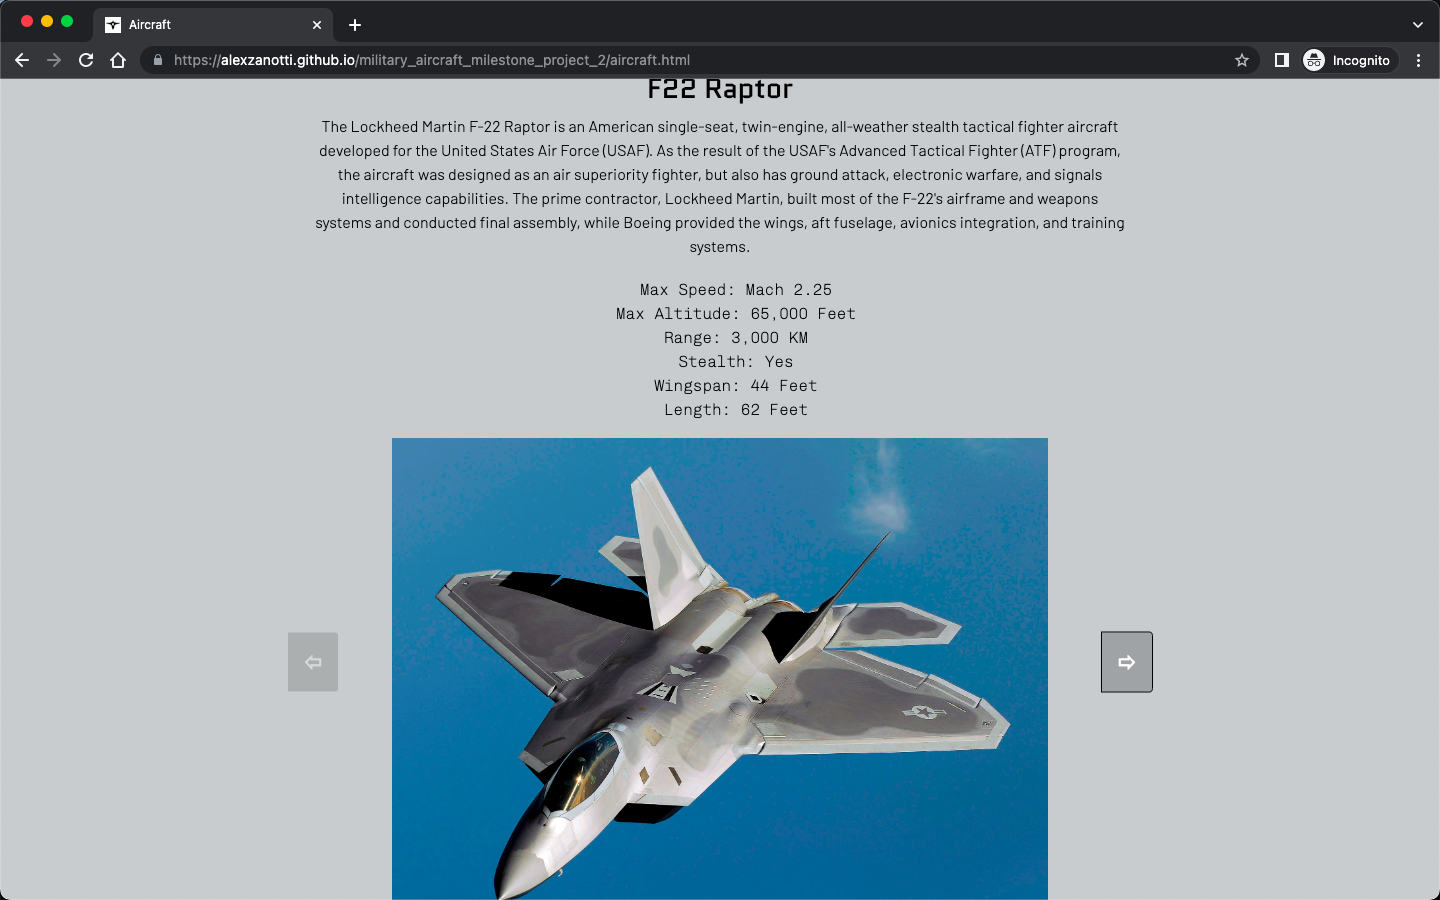 Aircraft
https://alexzanotti.github.io/military_aircraft_milestone_project_2/aircraft.html
Incognito
F22 Raptor
The Lockheed Martin F-22 Raptor is an American single-seat, twin-engine, all-weather stealth tactical fighter aircraft
developed for the United States Air Force (USAF). As the result of the USAF's Advanced Tactical Fighter (ATF) program,
the aircraft was designed as an air superiority fighter, but also has ground attack, electronic warfare, and signals
intelligence capabilities. The prime contractor, Lockheed Martin, built most of the F-22's airframe and weapons
systems and conducted final assembly, while Boeing provided the wings, aft fuselage, avionics integration, and training
systems.
Max Speed: Mach 2.25
Max Altitude: 65,000 Feet
Range: 3,000 KM
Stealth: Yes
Wingspan: 44 Feet
Length: 62 Feet